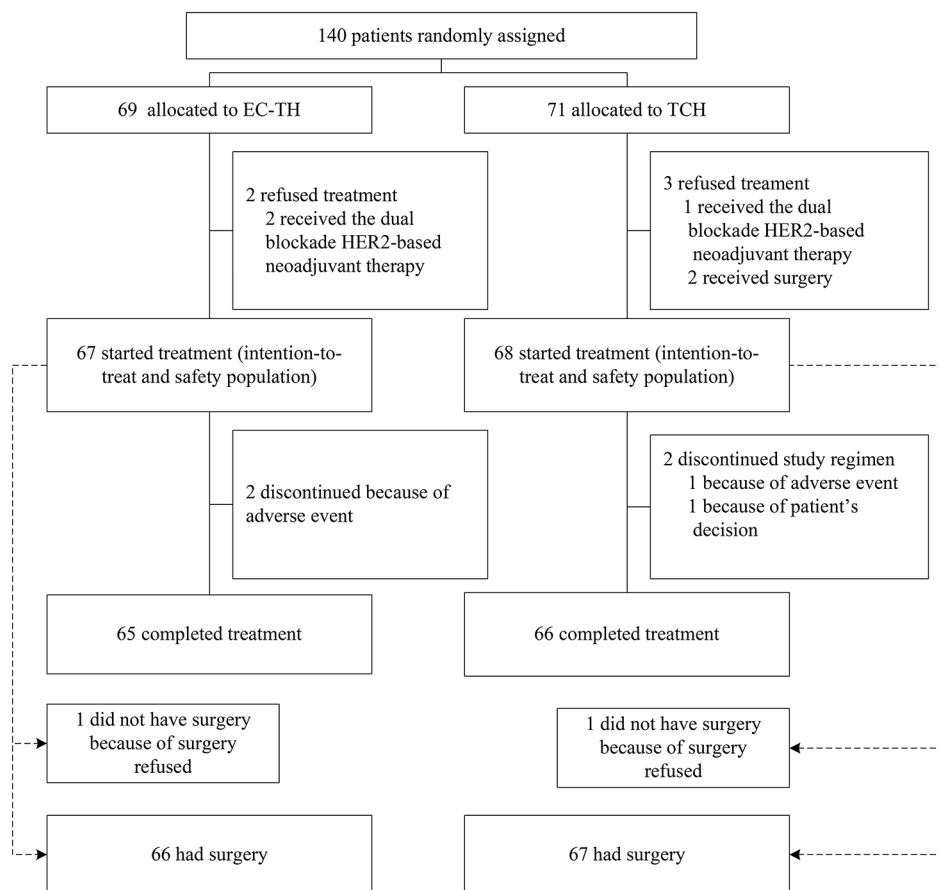 140 patients randomly assigned
69 allocated to EC-TH
71 allocated to TCH
2 refused treatment
2 received the dual
blockade HER2-based
neoadjuvant therapy
3 refused treament
1 received the dual
blockade HER2-based
neoadjuvant therapy
2 received surgery
67 started treatment (intention-to-
treat and safety population)
68 started treatment (intention-to-
treat and safety population)
2 discontinued because of
adverse event
2 discontinued study regimen
1 because of adverse event
1 because of patient’s
decision
65 completed treatment
66 completed treatment
1 did not have surgery
because of surgery
refused
1 did not have surgery
because of surgery
refused
66 had surgery
67 had surgery